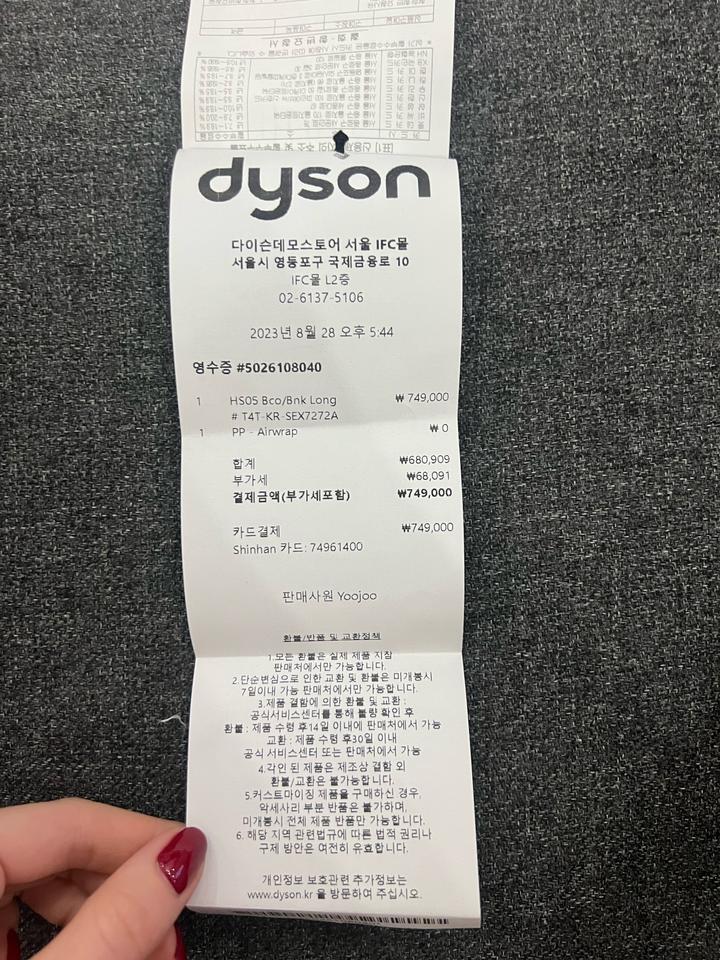 dyson
다이슨데모스토어 서울 IFC몰
서울시 영등포구 국제금융로 10
IFC몰 L2층
02-6137-5106
2023년 8월 28 오후 5:44
영수증 #5026108040
1 HS05 Bco/Bnk Long ₩ 749,000
# T4T-KR-SEX7272A
1 PP - Airwrap ₩ 0
합계 ₩680,909
부가세 ₩68,091
결제금액(부가세포함) ₩749,000
카드결제 ₩749,000
Shinhan 카드: 74961400
판매사원 Yoojoo
환불/반품 및 교환정책
1.모든 환불은 실제 제품
판매처에서만 가능합니다.
2.단순변심으로 인한 교환 및 환불은 미개봉시
7일이내 가능 판매처에서만 가능합니다.
3.제품 결함에 의한 환불 및 교환 :
공식서비스센터를 통해 불량 확인 후
환불 : 제품 수령 후14일 이내에 판매처에서 가능
교환 : 제품 수령 후30일 이내
공식 서비스센터 또는 판매처에서 가능
4.각인 된 제품은 제조상 결함 외
환불/교환은 불가능합니다.
5.커스트마이징 제품을 구매하신 경우,
악세사리 부분 반품은 불가하며,
미개봉시 전체 제품 반품만 가능합니다.
6. 해당 지역 관련법규에 따른 법적 권리나
구제 방안은 여전히 유효합니다.
개인정보 보호관련 추가정보는
www.dyson.kr 을 방문하여 주십시오.